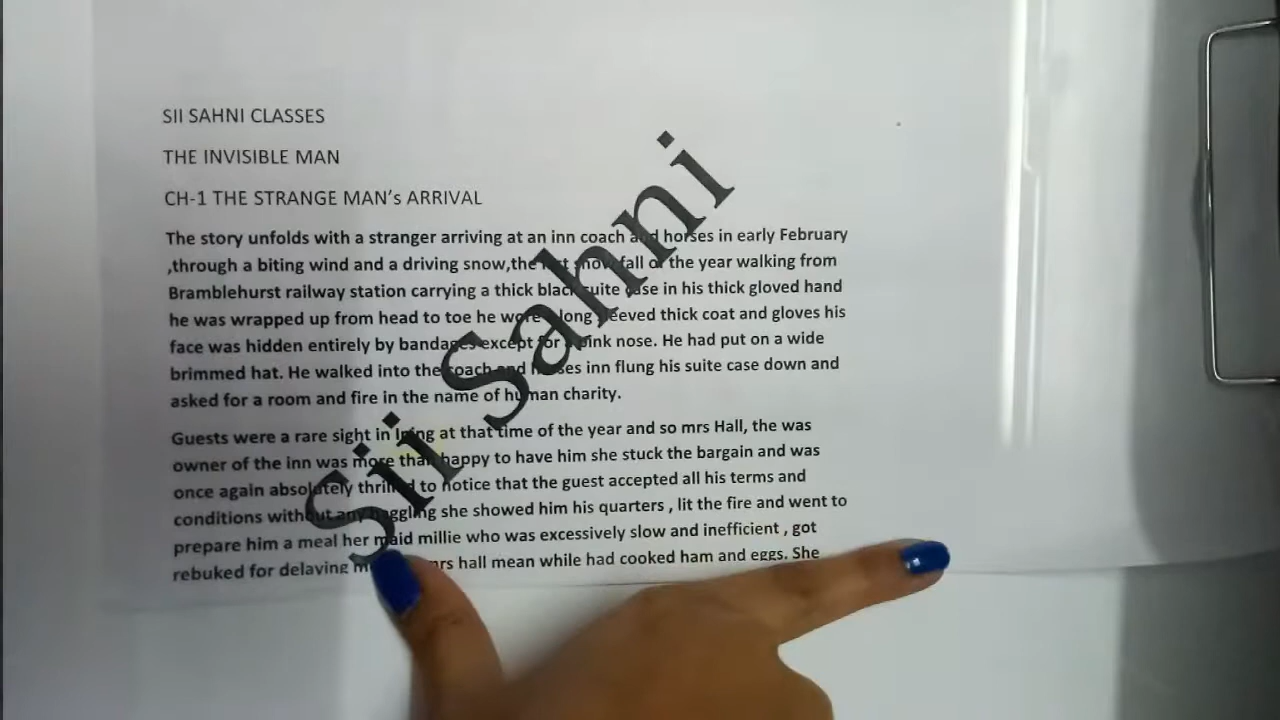 SII SAHNI CLASSES
THE INVISIBLE MAN
CH-1 THE STRANGE MAN's ARRIVAL
The story unfolds with a stranger arriving at an inn coach and horses in early February
,through a biting wind and a driving snow,the last snow fall of the year walking from
Bramblehurst railway station carrying a thick black suite case in his thick gloved hand
he was wrapped up from head to toe he wore long sleeved thick coat and gloves his
face was hidden entirely by bandages except for a pink nose. He had put on a wide
brimmed hat. He walked into the coach and horses inn flung his suite case down and
asked for a room and fire in the name of human charity.
Guests were a rare sight in Iping at that time of the year and so mrs Hall, the was
owner of the inn was more than happy to have him she stuck the bargain and was
once again absolutely thrilled to notice that the guest accepted all his terms and
conditions without any haggling she showed him his quarters , lit the fire and went to
prepare him a meal her maid millie who was excessively slow and inefficient , got
rebuked for delaying mrs hall mean while had cooked ham and eggs. She
Sii Sahni